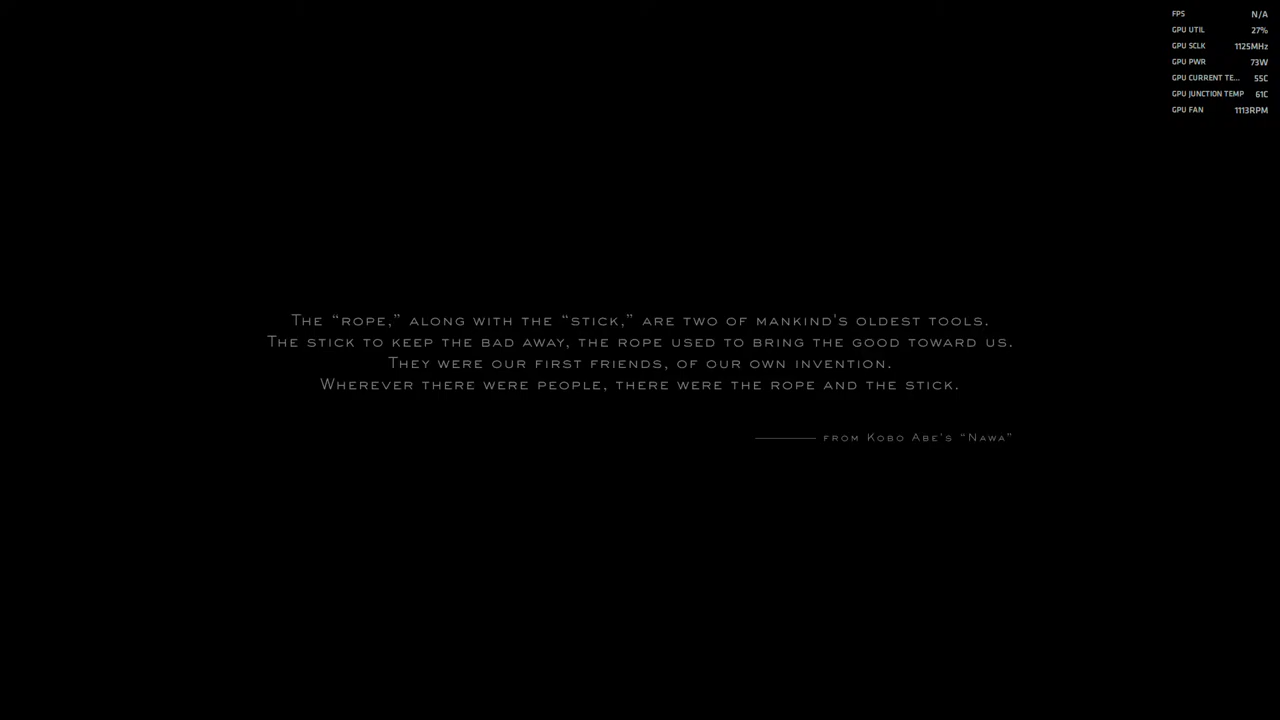 FPS N/A
GPU UTIL 27%
GPU SCLK 1125MHz
GPU PWR 73W
GPU CURRENT TE... 55C
GPU JUNCTION TEMP 61C
GPU FAN 1113RPM
The “rope,” along with the “stick,” are two of mankind's oldest tools.
The stick to keep the bad away, the rope used to bring the good toward us.
They were our first friends, of our own invention.
Wherever there were people, there were the rope and the stick.
from Kobo Abe's “Nawa”